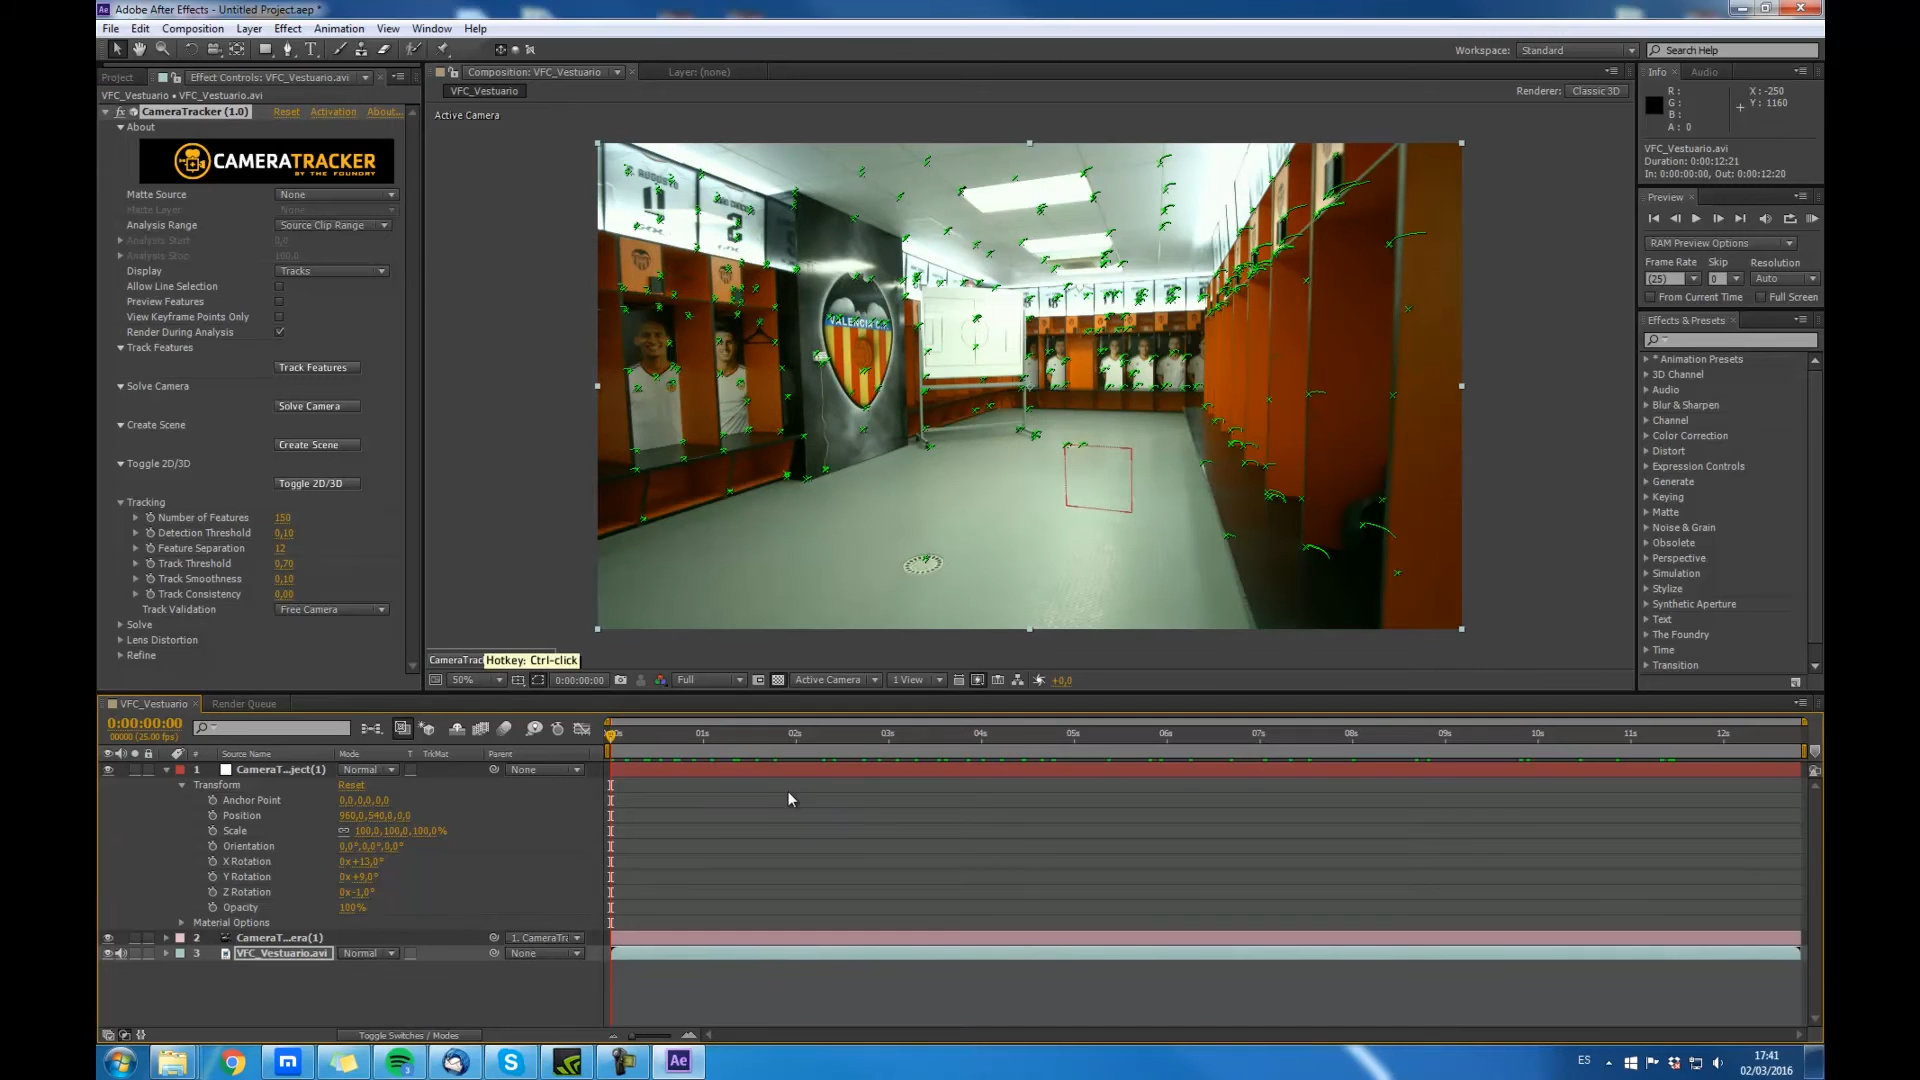 Adobe After Effects - Untitled Project.aep *
File Edit Composition Layer Effect Animation View Window Help
Workspace: Standard
Search Help
Project Effect Controls: VFC_Vestuario.avi
Composition: VFC_Vestuario
Layer: (none)
Info Audio
VFC_Vestuario • VFC_Vestuario.avi
VFC_Vestuario
Renderer: Classic 3D
R :
G :
B :
A : 0
X : -250
Y : 1160
CameraTracker (1.0) Reset Activation About...
Active Camera
About
CAMERATRACKER
BY THE FOUNDRY
VFC_Vestuario.avi
Duration: 0:00:12:21
In: 0:00:00:00, Out: 0:00:12:20
Matte Source None
Matte Layer None
Analysis Range Source Clip Range
Analysis Start 0,0
Analysis Stop 100,0
Display Tracks
Allow Line Selection
Preview Features
View Keyframe Points Only
Render During Analysis
Track Features
Track Features
Solve Camera
Solve Camera
Create Scene
Create Scene
Toggle 2D/3D
Toggle 2D/3D
Tracking
Number of Features 150
Detection Threshold 0,10
Feature Separation 12
Track Threshold 0,70
Track Smoothness 0,10
Track Consistency 0,00
Track Validation Free Camera
Solve
Lens Distortion
Refine
AUGUSTO
11
2
VALENCIA C.F.
Preview
RAM Preview Options
Frame Rate Skip Resolution
(25) 0 Auto
From Current Time Full Screen
Effects & Presets
* Animation Presets
3D Channel
Audio
Blur & Sharpen
Channel
Color Correction
Distort
Expression Controls
Generate
Keying
Matte
Noise & Grain
Obsolete
Perspective
Simulation
Stylize
Synthetic Aperture
Text
The Foundry
Time
Transition
CameraTrac
Hotkey: Ctrl-click
50% 0:00:00:00 Full Active Camera 1 View +0,0
VFC_Vestuario Render Queue
0:00:00:00
00000 (25.00 fps)
01s 02s 03s 04s 05s 06s 07s 08s 09s 10s 11s 12s
# Source Name Mode T TrkMat Parent
1 CameraT...ject(1) Normal None
Transform Reset
Anchor Point 0,0,0,0,0,0
Position 960,0,540,0,0,0
Scale 100,0,100,0,100,0%
Orientation 0,0°,0,0°,0,0°
X Rotation 0x+13,0°
Y Rotation 0x+9,0°
Z Rotation 0x-1,0°
Opacity 100%
Material Options
2 CameraT...era(1) 1. CameraTra
3 VFC_Vestuario.avi Normal None
Toggle Switches / Modes
ES
17:41
02/03/2016